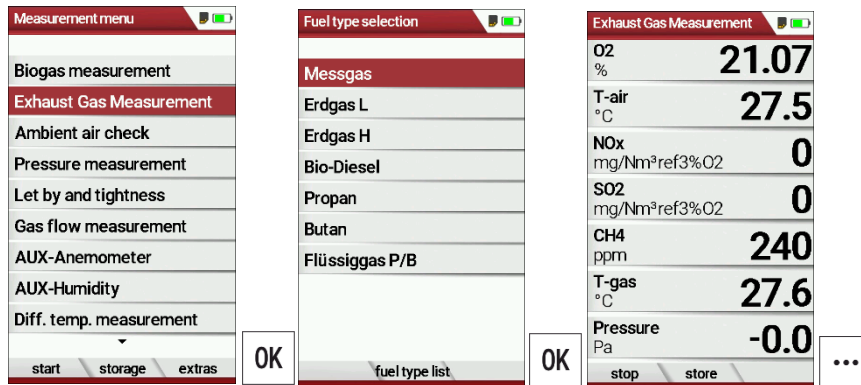 Measurement menu
Biogas measurement
Exhaust Gas Measurement
Ambient air check
Pressure measurement
Let by and tightness
Gas flow measurement
AUX-Anemometer
AUX-Humidity
Diff. temp. measurement
start storage extras
OK
Fuel type selection
Messgas
Erdgas L
Erdgas H
Bio-Diesel
Propan
Butan
Flüssiggas P/B
fuel type list
OK
Exhaust Gas Measurement
O2
% 21.07
T-air
°C 27.5
NOx
mg/Nm³ref3%O2 0
SO2
mg/Nm³ref3%O2 0
CH4
ppm 240
T-gas
°C 27.6
Pressure
Pa -0.0
stop store
...